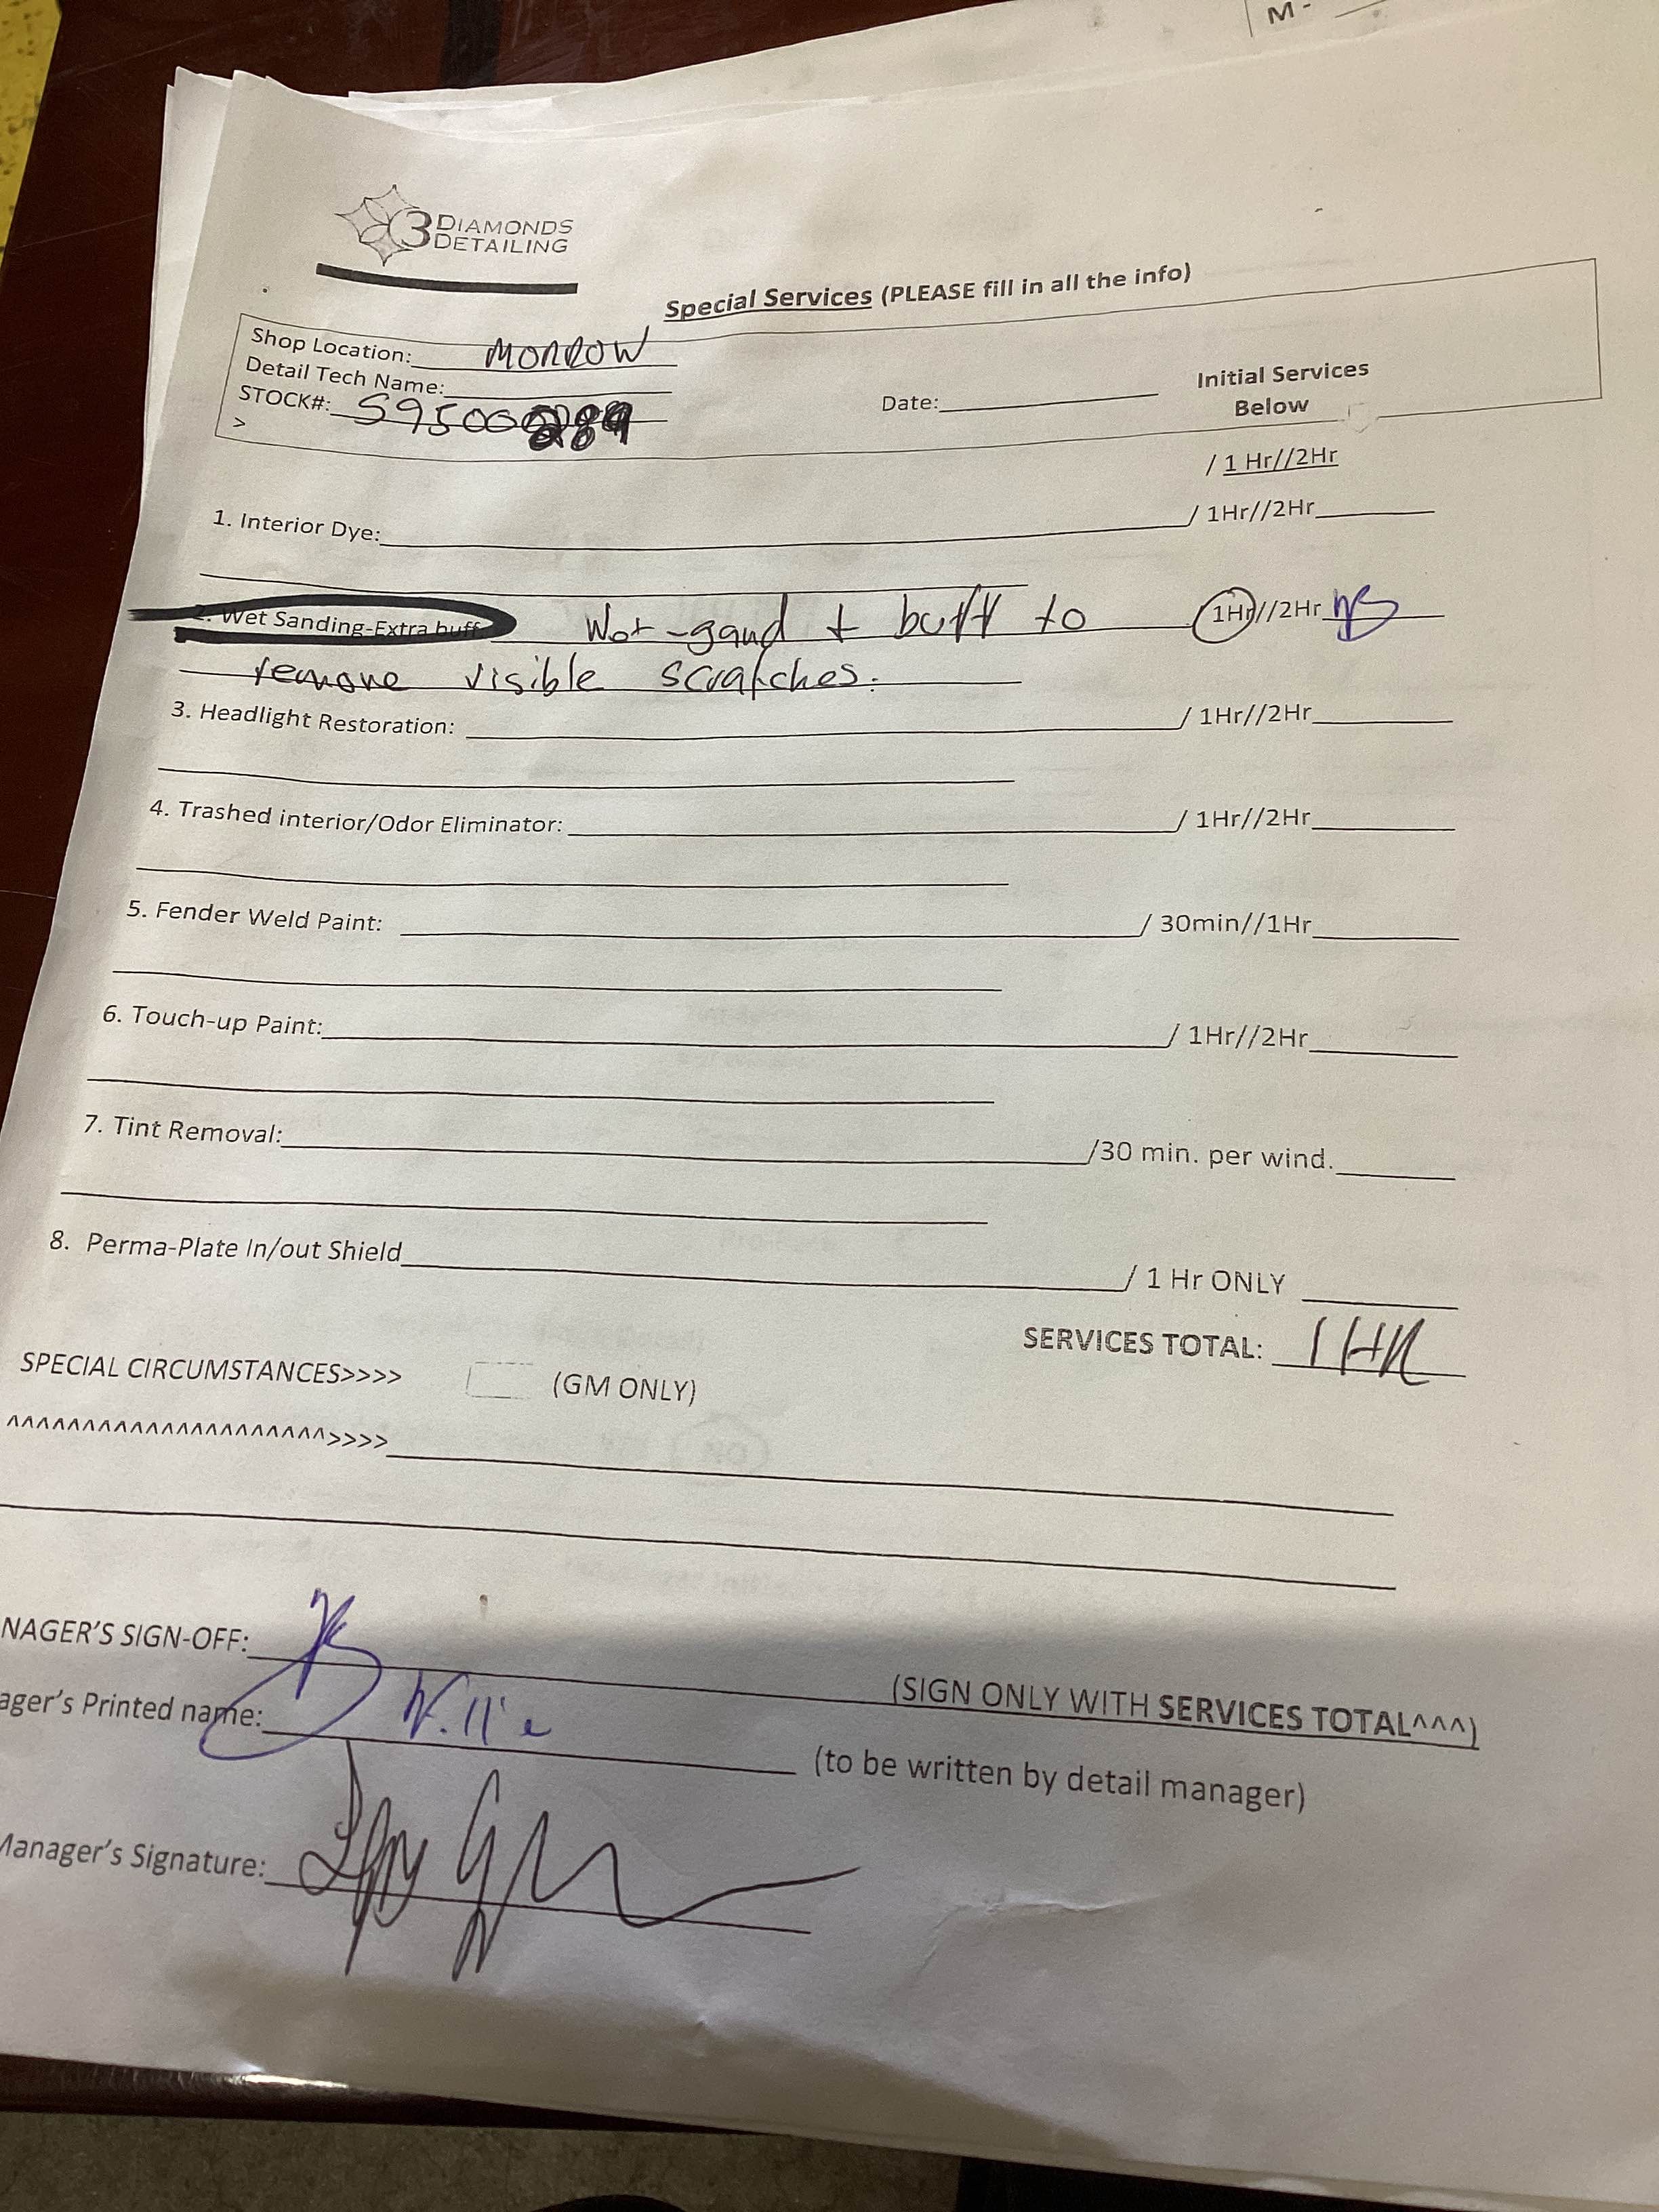 M-
3 DIAMONDS
DETAILING
Special Services (PLEASE fill in all the info)
Shop Location: MORROW
Detail Tech Name:
STOCK#:
Date:
Initial Services
Below
>
/ 1 Hr//2Hr
1. Interior Dye: / 1Hr//2Hr
2. Wet Sanding-Extra buff Wet-sand + buff to 1Hr//2Hr
remove visible scratches.
3. Headlight Restoration: / 1Hr//2Hr
4. Trashed interior/Odor Eliminator: / 1Hr//2Hr
5. Fender Weld Paint: / 30min//1Hr
6. Touch-up Paint: / 1Hr//2Hr
7. Tint Removal: /30 min. per wind.
8. Perma-Plate In/out Shield / 1 Hr ONLY
SERVICES TOTAL: 1 HR
SPECIAL CIRCUMSTANCES>>>> (GM ONLY)
^^^^^^^^^^^^^^^^^^^^^>>>>
NAGER'S SIGN-OFF: (SIGN ONLY WITH SERVICES TOTAL^^^)
ager's Printed name: Willie (to be written by detail manager)
Manager's Signature: